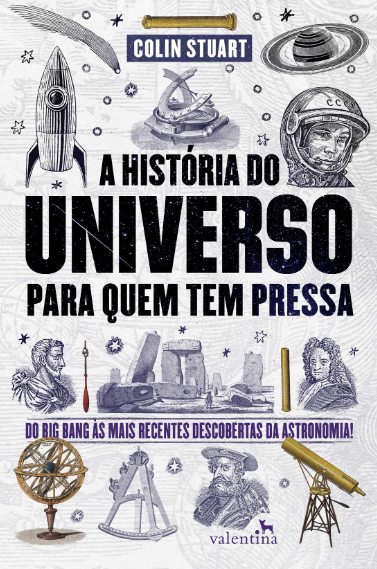 COLIN STUART
A HISTÓRIA DO
UNIVERSO
PARA QUEM TEM PRESSA
DO BIG BANG ÀS MAIS RECENTES DESCOBERTAS DA ASTRONOMIA!
valentina